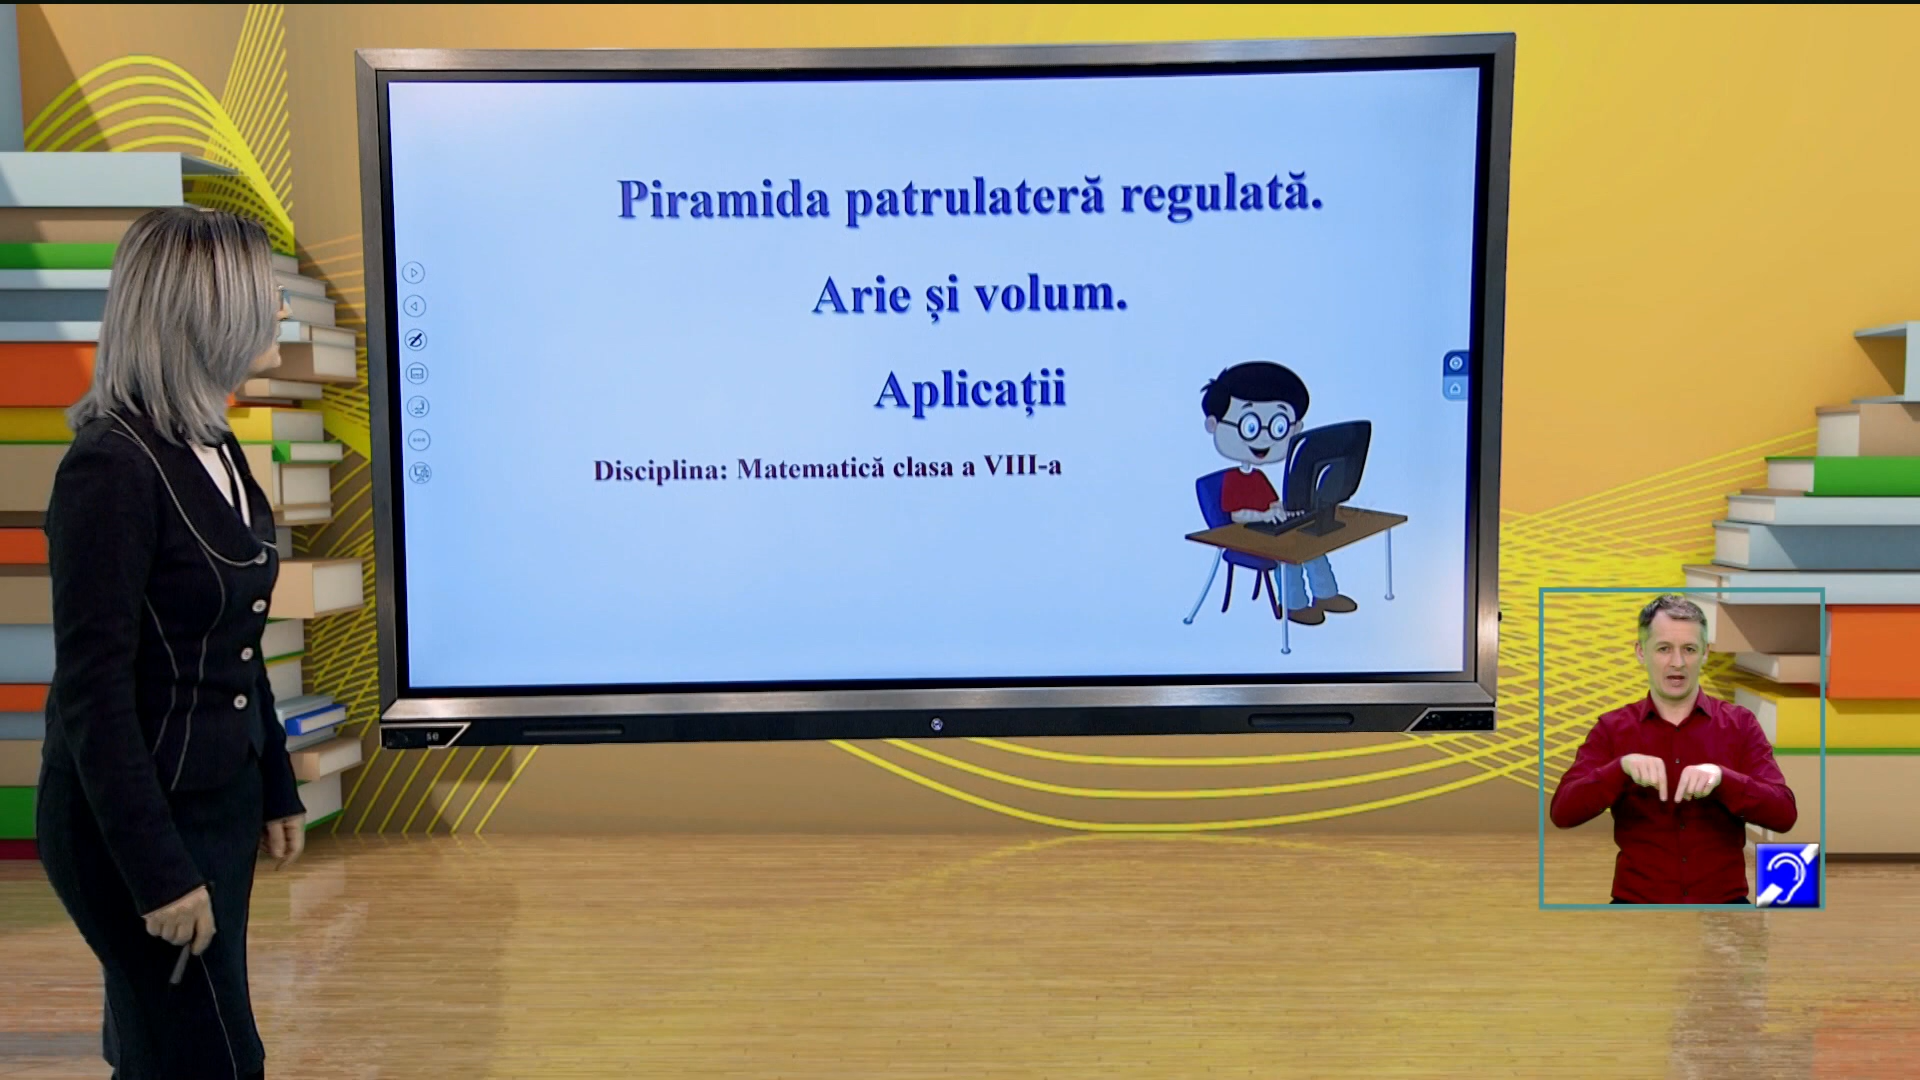 Piramida patrulateră regulată.
Arie și volum.
Aplicații
Disciplina: Matematică clasa a VIII-a